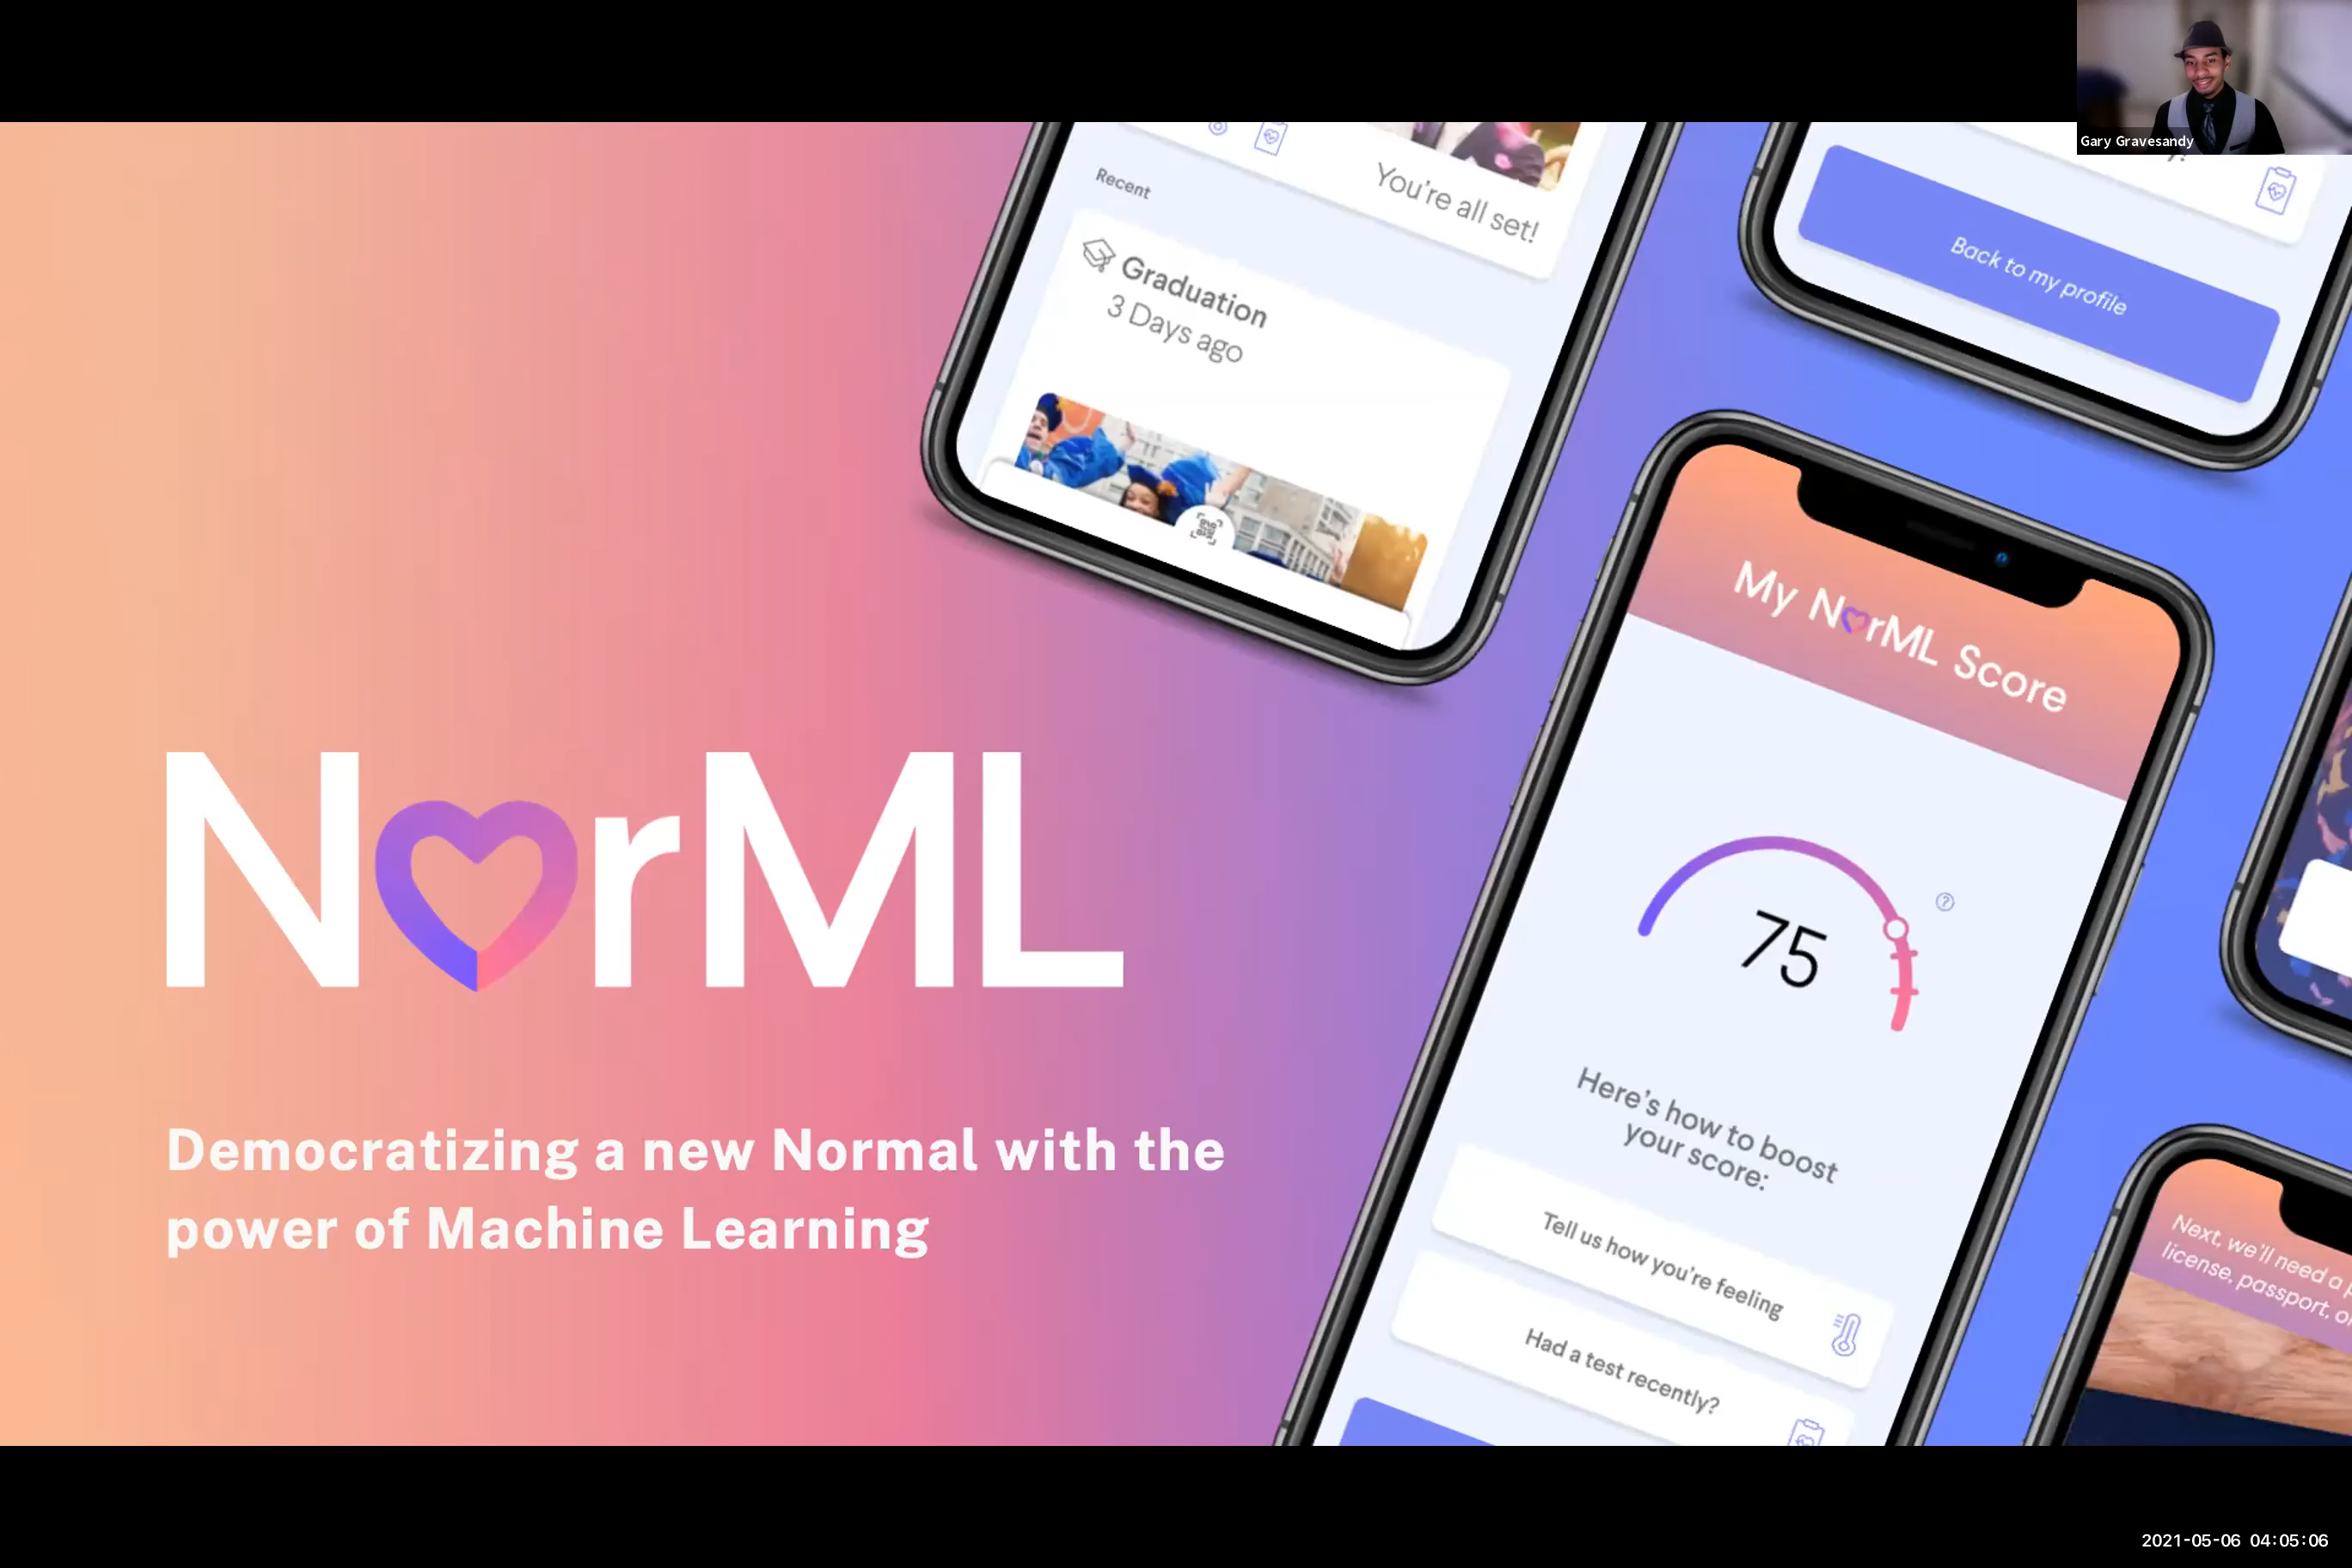 Gary Gravesandy
You're all set!
Recent
Graduation
3 Days ago
Back to my profile
My NorML Score
75
?
Here's how to boost
your score:
Tell us how you're feeling
Had a test recently?
NorML
Democratizing a new Normal with the
power of Machine Learning
Next, we'll need a
license, passport,
2021-05-06 04:05:06